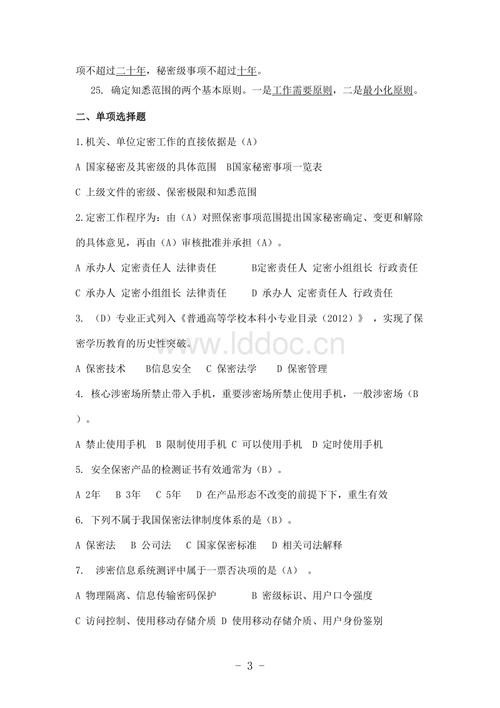 项不超过二十年，秘密级事项不超过十年。
25. 确定知悉范围的两个基本原则。一是工作需要原则，二是最小化原则。
二、单项选择题
1.机关、单位定密工作的直接依据是（A）
A 国家秘密及其密级的具体范围 B国家秘密事项一览表
C 上级文件的密级、保密极限和知悉范围
2.定密工作程序为：由（A）对照保密事项范围提出国家秘密确定、变更和解除
的具体意见，再由（A）审核批准并承担（A）。
A 承办人 定密责任人 法律责任 B定密责任人 定密小组组长 行政责任
C 承办人 定密小组组长 法律责任 D 承办人 定密责任人 行政责任
3. （D）专业正式列入《普通高等学校本科小专业目录（2012）》 ，实现了保
密学历教育的历史性突破。
www.lddoc.cn
A 保密技术 B信息安全 C 保密法学 D 保密管理
4. 核心涉密场所禁止带入手机，重要涉密场所禁止使用手机，一般涉密场（B
）。
A 禁止使用手机 B 限制使用手机 C 可以使用手机 D 定时使用手机
5. 安全保密产品的检测证书有效通常为（B）。
A 2年 B 3年 C 5年 D 在产品形态不改变的前提下下，重生有效
6. 下列不属于我国保密法律制度体系的是（B）。
A 保密法 B 公司法 C 国家保密标准 D 相关司法解释
7. 涉密信息系统测评中属于一票否决项的是（A） 。
A 物理隔离、信息传输密码保护 B 密级标识、用户口令强度
C 访问控制、使用移动存储介质 D 使用移动存储介质、用户身份鉴别
- 3 -